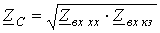 Z_C = √(Z_вх хх · Z_вх кз)